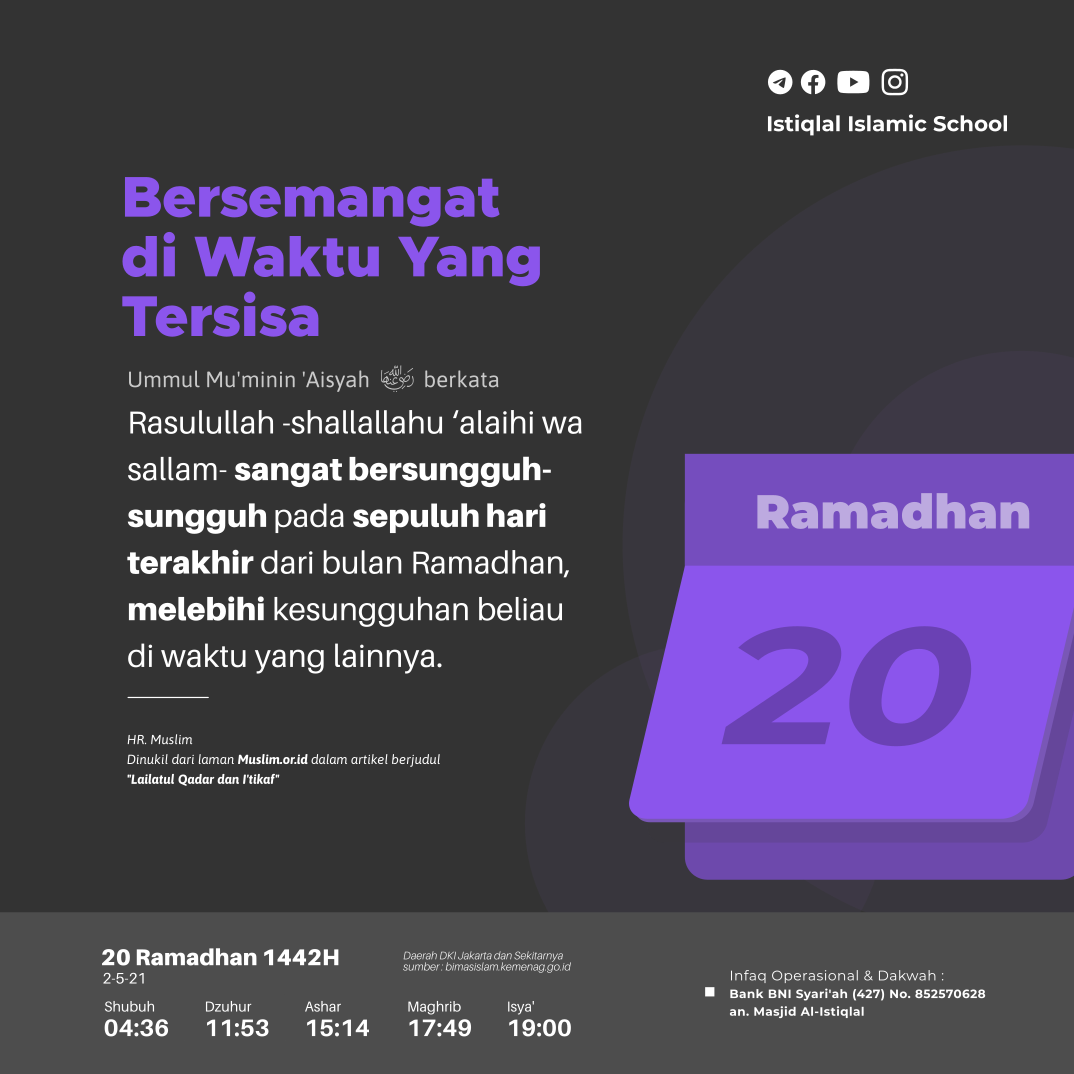 Istiqlal Islamic School
Bersemangat
di Waktu Yang
Tersisa
Ummul Mu'minin 'Aisyah رضي الله عنها berkata
Rasulullah -shallallahu ‘alaihi wa
sallam- sangat bersungguh-
sungguh pada sepuluh hari
terakhir dari bulan Ramadhan,
melebihi kesungguhan beliau
di waktu yang lainnya.
HR. Muslim
Dinukil dari laman Muslim.or.id dalam artikel berjudul
"Lailatul Qadar dan I'tikaf"
Ramadhan
20
20 Ramadhan 1442H
2-5-21
Daerah DKI Jakarta dan Sekitarnya
sumber : bimasislam.kemenag.go.id
Shubuh Dzuhur Ashar Maghrib Isya'
04:36 11:53 15:14 17:49 19:00
Infaq Operasional & Dakwah :
Bank BNI Syari'ah (427) No. 852570628
an. Masjid Al-Istiqlal